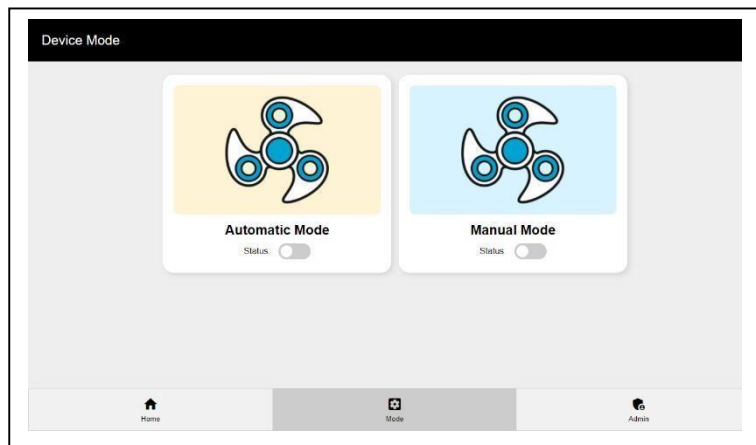 Device Mode
Automatic Mode
Status
Manual Mode
Status
Home
Mode
Admin